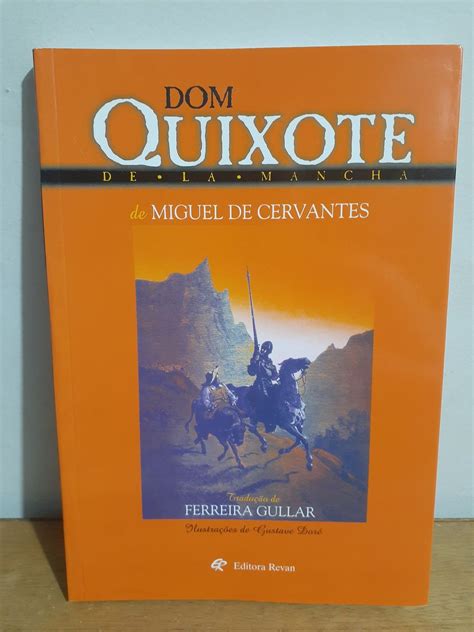 DOM
QUIXOTE
DE • LA • MANCHA
de MIGUEL DE CERVANTES
Tradução de
FERREIRA GULLAR
Ilustrações de Gustave Doré
ER Editora Revan